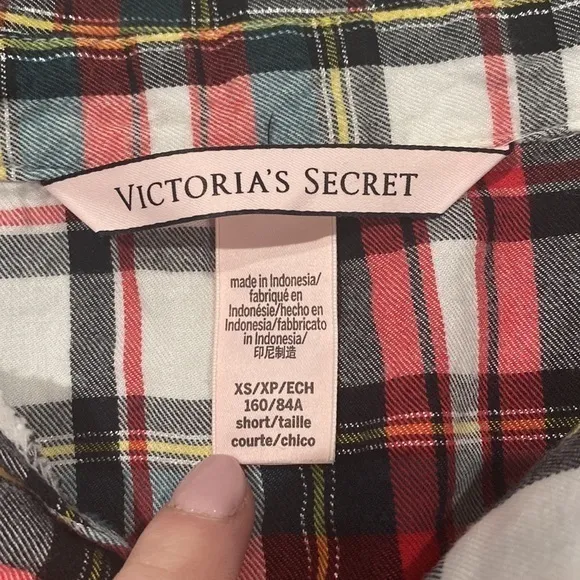 VICTORIA'S SECRET
made in Indonesia/
fabriqué en
Indonésie/hecho en
Indonesia/fabbricato
in Indonesia/
印尼制造
XS/XP/ECH
160/84A
short/taille
courte/chico